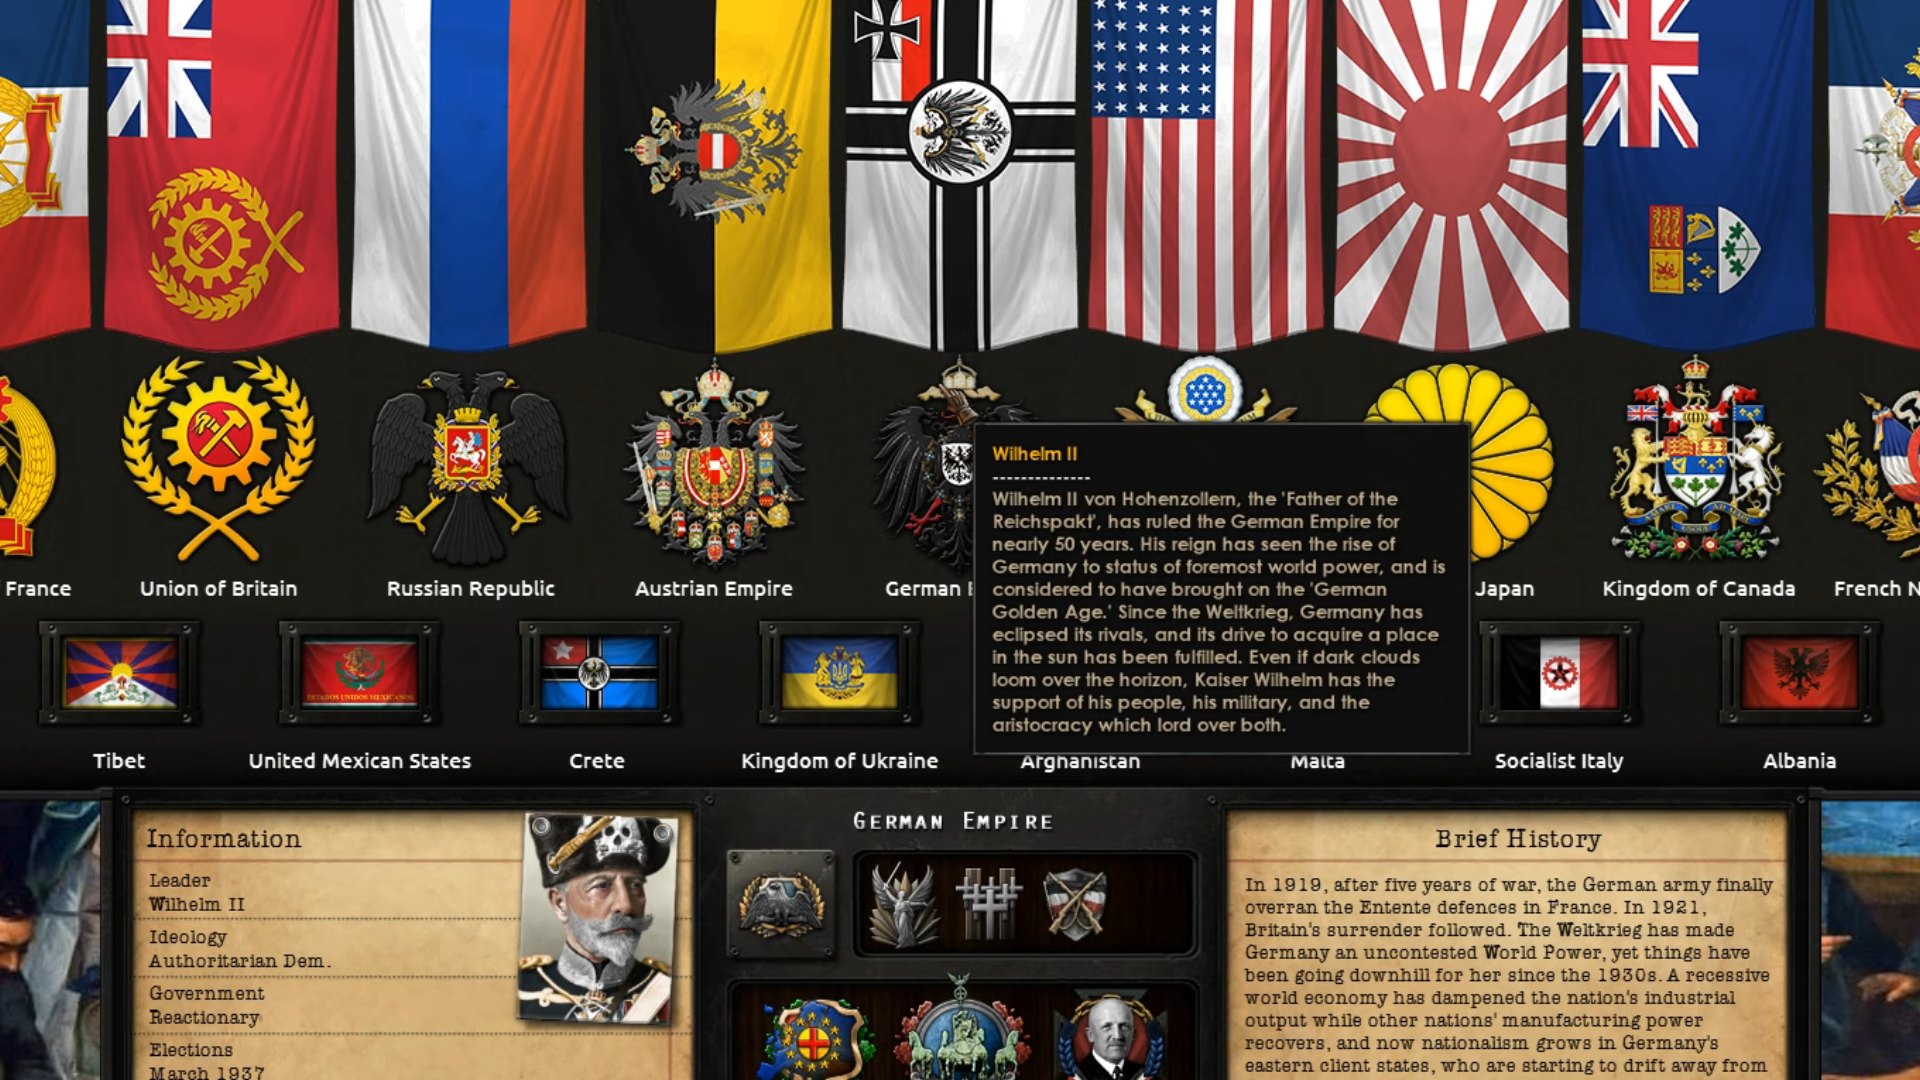 France
Union of Britain
Russian Republic
Austrian Empire
German
Japan
Kingdom of Canada
French
Wilhelm II
--------------
Wilhelm II von Hohenzollern, the 'Father of the
Reichspakt', has ruled the German Empire for
nearly 50 years. His reign has seen the rise of
Germany to status of foremost world power, and is
considered to have brought on the 'German
Golden Age.' Since the Weltkrieg, Germany has
eclipsed its rivals, and its drive to acquire a place
in the sun has been fulfilled. Even if dark clouds
loom over the horizon, Kaiser Wilhelm has the
support of his people, his military, and the
aristocracy which lord over both.
ESTADOS UNIDOS MEXICANOS
Tibet
United Mexican States
Crete
Kingdom of Ukraine
Afghanistan
Malta
Socialist Italy
Albania
Information
Leader
Wilhelm II
Ideology
Authoritarian Dem.
Government
Reactionary
Elections
March 1937
German Empire
Brief History
In 1919, after five years of war, the German army finally
overran the Entente defences in France. In 1921,
Britain's surrender followed. The Weltkrieg has made
Germany an uncontested World Power, yet things have
been going downhill for her since the 1930s. A recessive
world economy has dampened the nation's industrial
output while other nations' manufacturing power
recovers, and now nationalism grows in Germany's
eastern client states, who are starting to drift away from